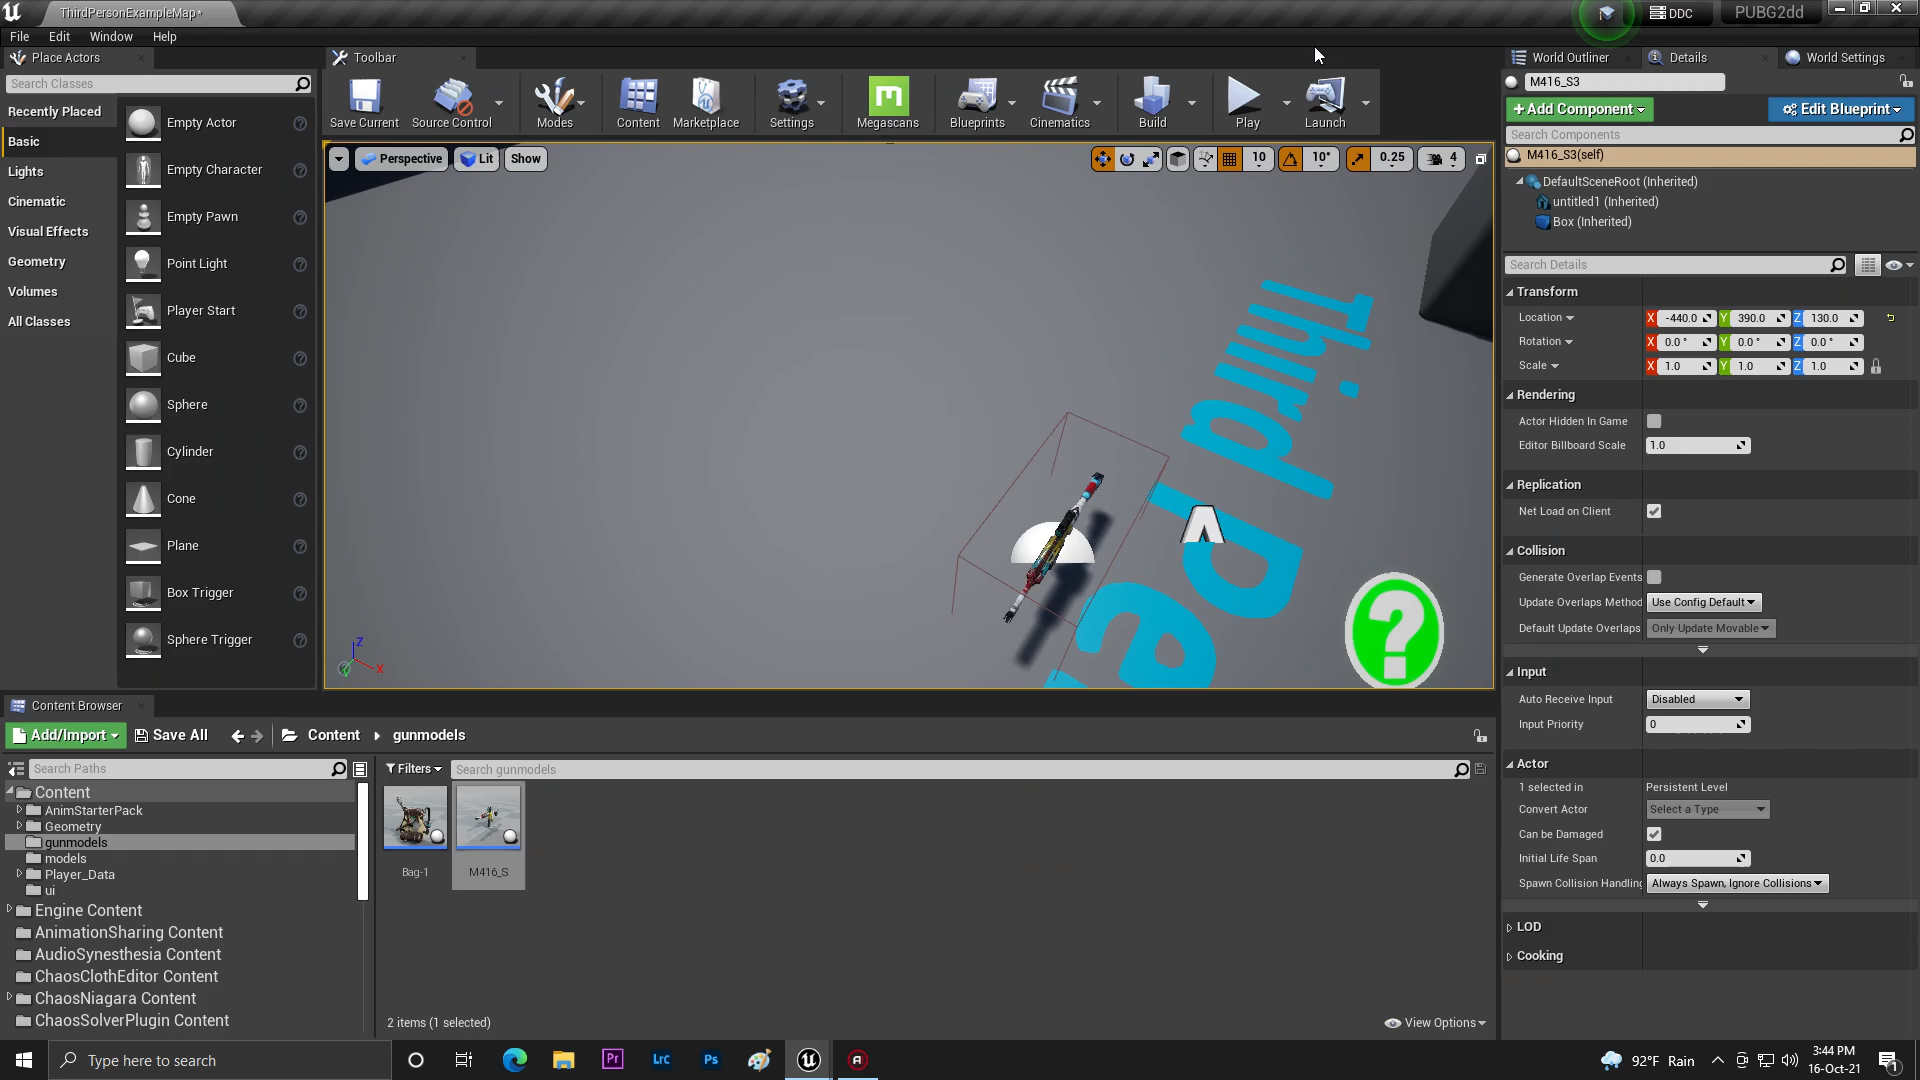 ThirdPersonExampleMap*
DDC
PUBG2dd
File Edit Window Help
Place Actors
Toolbar
World Outliner
Details
World Settings
Search Classes
Recently Placed
Basic
Lights
Cinematic
Visual Effects
Geometry
Volumes
All Classes
Empty Actor
Empty Character
Empty Pawn
Point Light
Player Start
Cube
Sphere
Cylinder
Cone
Plane
Box Trigger
Sphere Trigger
Save Current
Source Control
Modes
Content
Marketplace
Settings
Megascans
Blueprints
Cinematics
Build
Play
Launch
Perspective Lit Show
10 10° 0.25 4
Third
Pe
Z
X
M416_S3
+Add Component
Edit Blueprint
Search Components
M416_S3(self)
DefaultSceneRoot (Inherited)
untitled1 (Inherited)
Box (Inherited)
Search Details
Transform
Location X -440.0 Y 390.0 Z 130.0
Rotation X 0.0 ° Y 0.0 ° Z 0.0 °
Scale X 1.0 Y 1.0 Z 1.0
Rendering
Actor Hidden In Game
Editor Billboard Scale 1.0
Replication
Net Load on Client
Collision
Generate Overlap Events
Update Overlaps Method Use Config Default
Default Update Overlaps Only Update Movable
Input
Auto Receive Input Disabled
Input Priority 0
Actor
1 selected in Persistent Level
Convert Actor Select a Type
Can be Damaged
Initial Life Span 0.0
Spawn Collision Handling Always Spawn, Ignore Collisions
LOD
Cooking
Content Browser
Add/Import Save All Content gunmodels
Search Paths
Filters Search gunmodels
Content
AnimStarterPack
Geometry
gunmodels
models
Player_Data
ui
Engine Content
AnimationSharing Content
AudioSynesthesia Content
ChaosClothEditor Content
ChaosNiagara Content
ChaosSolverPlugin Content
Bag-1
M416_S
2 items (1 selected)
View Options
Type here to search
Pr
Lrc
Ps
92°F Rain
3:44 PM
16-Oct-21
1